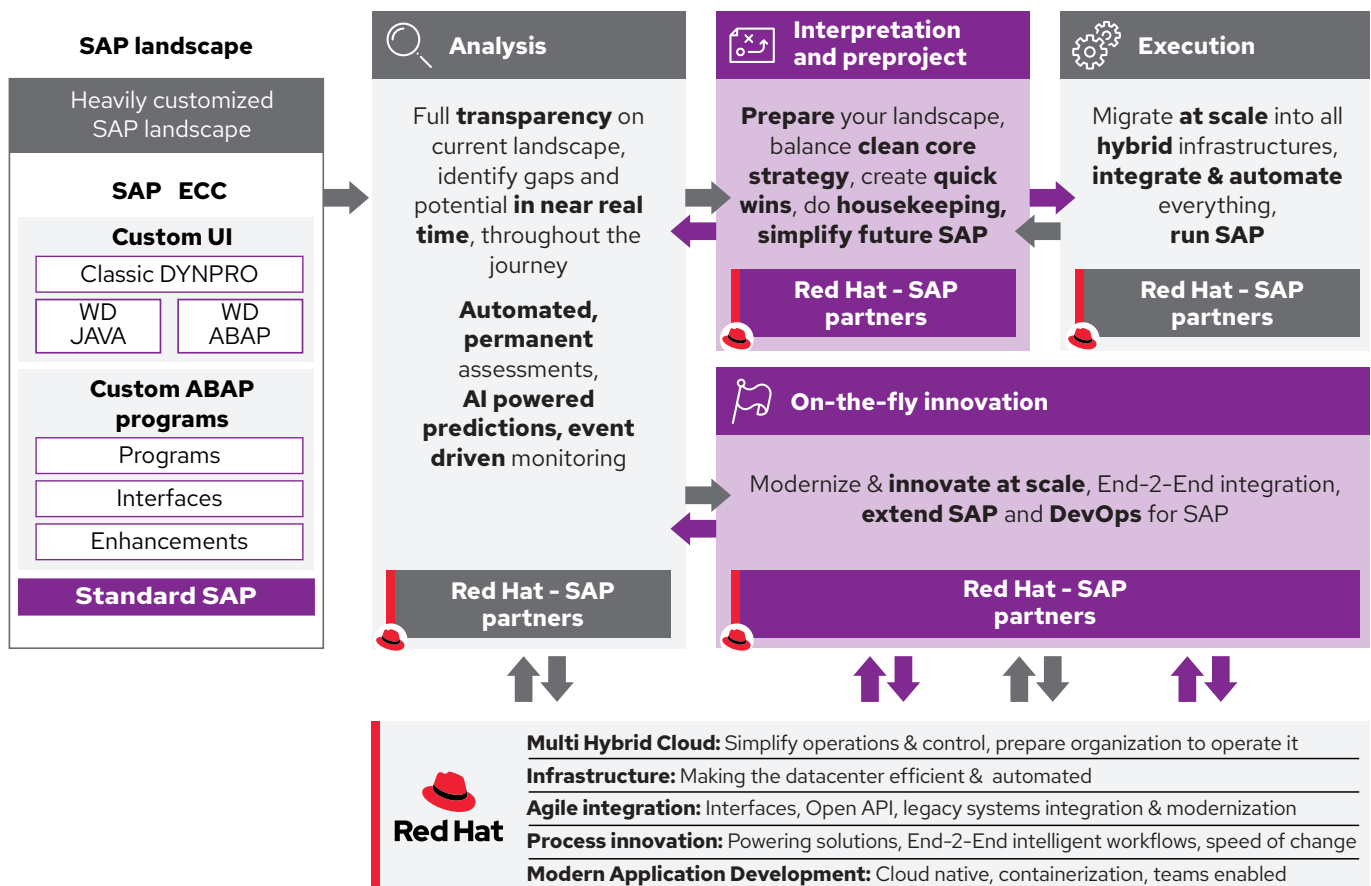 SAP landscape
Heavily customized
SAP landscape
SAP ECC
Custom UI
Classic DYNPRO
WD
JAVA
WD
ABAP
Custom ABAP
programs
Programs
Interfaces
Enhancements
Standard SAP
Analysis
Full transparency on
current landscape,
identify gaps and
potential in near real
time, throughout the
journey
Automated,
permanent
assessments,
AI powered
predictions, event
driven monitoring
Red Hat - SAP
partners
Interpretation
and preproject
Prepare your landscape,
balance clean core
strategy, create quick
wins, do housekeeping,
simplify future SAP
Red Hat - SAP
partners
Execution
Migrate at scale into all
hybrid infrastructures,
integrate & automate
everything,
run SAP
Red Hat - SAP
partners
On-the-fly innovation
Modernize & innovate at scale, End-2-End integration,
extend SAP and DevOps for SAP
Red Hat - SAP
partners
Red Hat
Multi Hybrid Cloud: Simplify operations & control, prepare organization to operate it
Infrastructure: Making the datacenter efficient & automated
Agile integration: Interfaces, Open API, legacy systems integration & modernization
Process innovation: Powering solutions, End-2-End intelligent workflows, speed of change
Modern Application Development: Cloud native, containerization, teams enabled